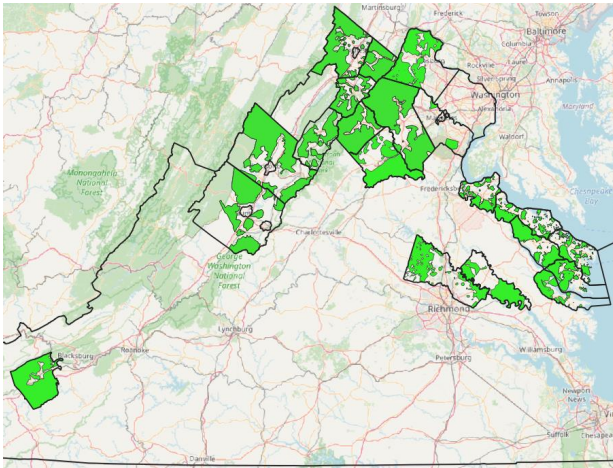 Martinsburg
Frederick
Towson
Baltimore
Columbia
Rockville
Laurel
Silver Spring
Annapolis
Washington
Alexandria
Maryland
Waldorf
Monongahela
National
Forest
Chesapeake
Bay
Fredericksburg
Charlottesville
George
Washington
National
Forest
Richmond
Lynchburg
Roanoke
Blacksburg
Petersburg
Williamsburg
Newport
News
Suffolk
Chesapeake
Danville